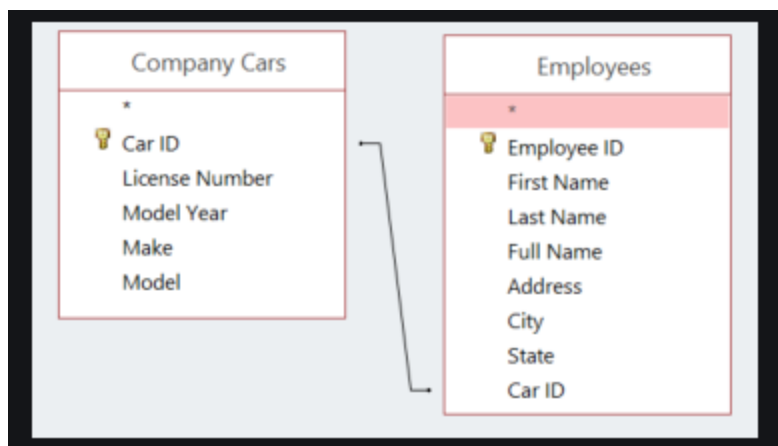 Company Cars
*
Car ID
License Number
Model Year
Make
Model
Employees
*
Employee ID
First Name
Last Name
Full Name
Address
City
State
Car ID